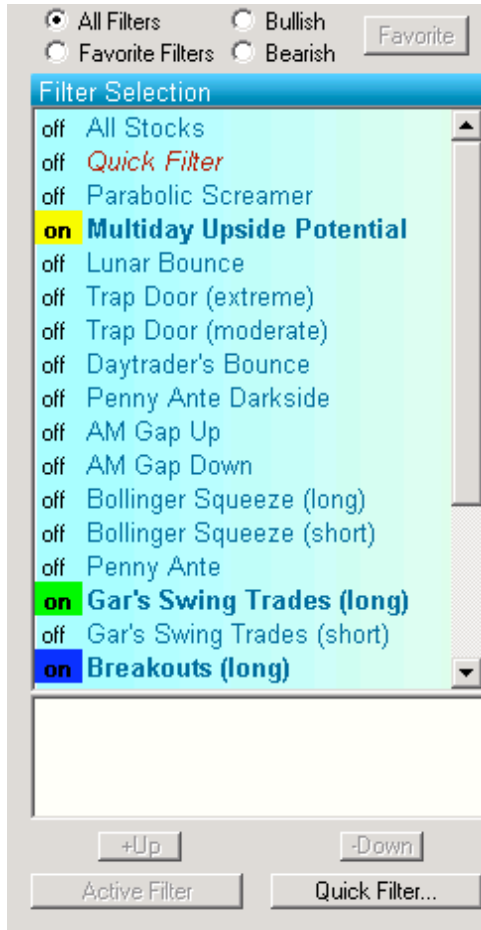 All Filters Bullish Favorite
Favorite Filters Bearish
Filter Selection
off All Stocks
off Quick Filter
off Parabolic Screamer
on Multiday Upside Potential
off Lunar Bounce
off Trap Door (extreme)
off Trap Door (moderate)
off Daytrader's Bounce
off Penny Ante Darkside
off AM Gap Up
off AM Gap Down
off Bollinger Squeeze (long)
off Bollinger Squeeze (short)
off Penny Ante
on Gar's Swing Trades (long)
off Gar's Swing Trades (short)
on Breakouts (long)
+Up -Down
Active Filter Quick Filter...